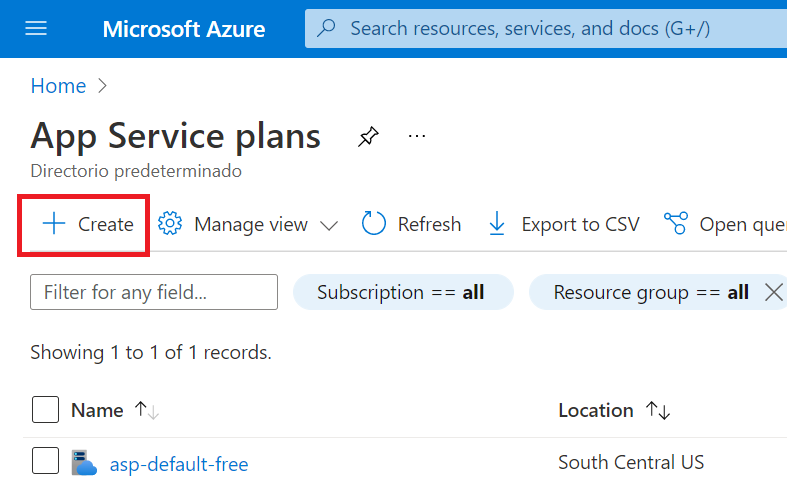 Microsoft Azure Search resources, services, and docs (G+/)
Home
App Service plans ...
Directorio predeterminado
+ Create Manage view Refresh Export to CSV Open
Filter for any field... Subscription == all Resource group == all
Showing 1 to 1 of 1 records.
Name Location
asp-default-free South Central US